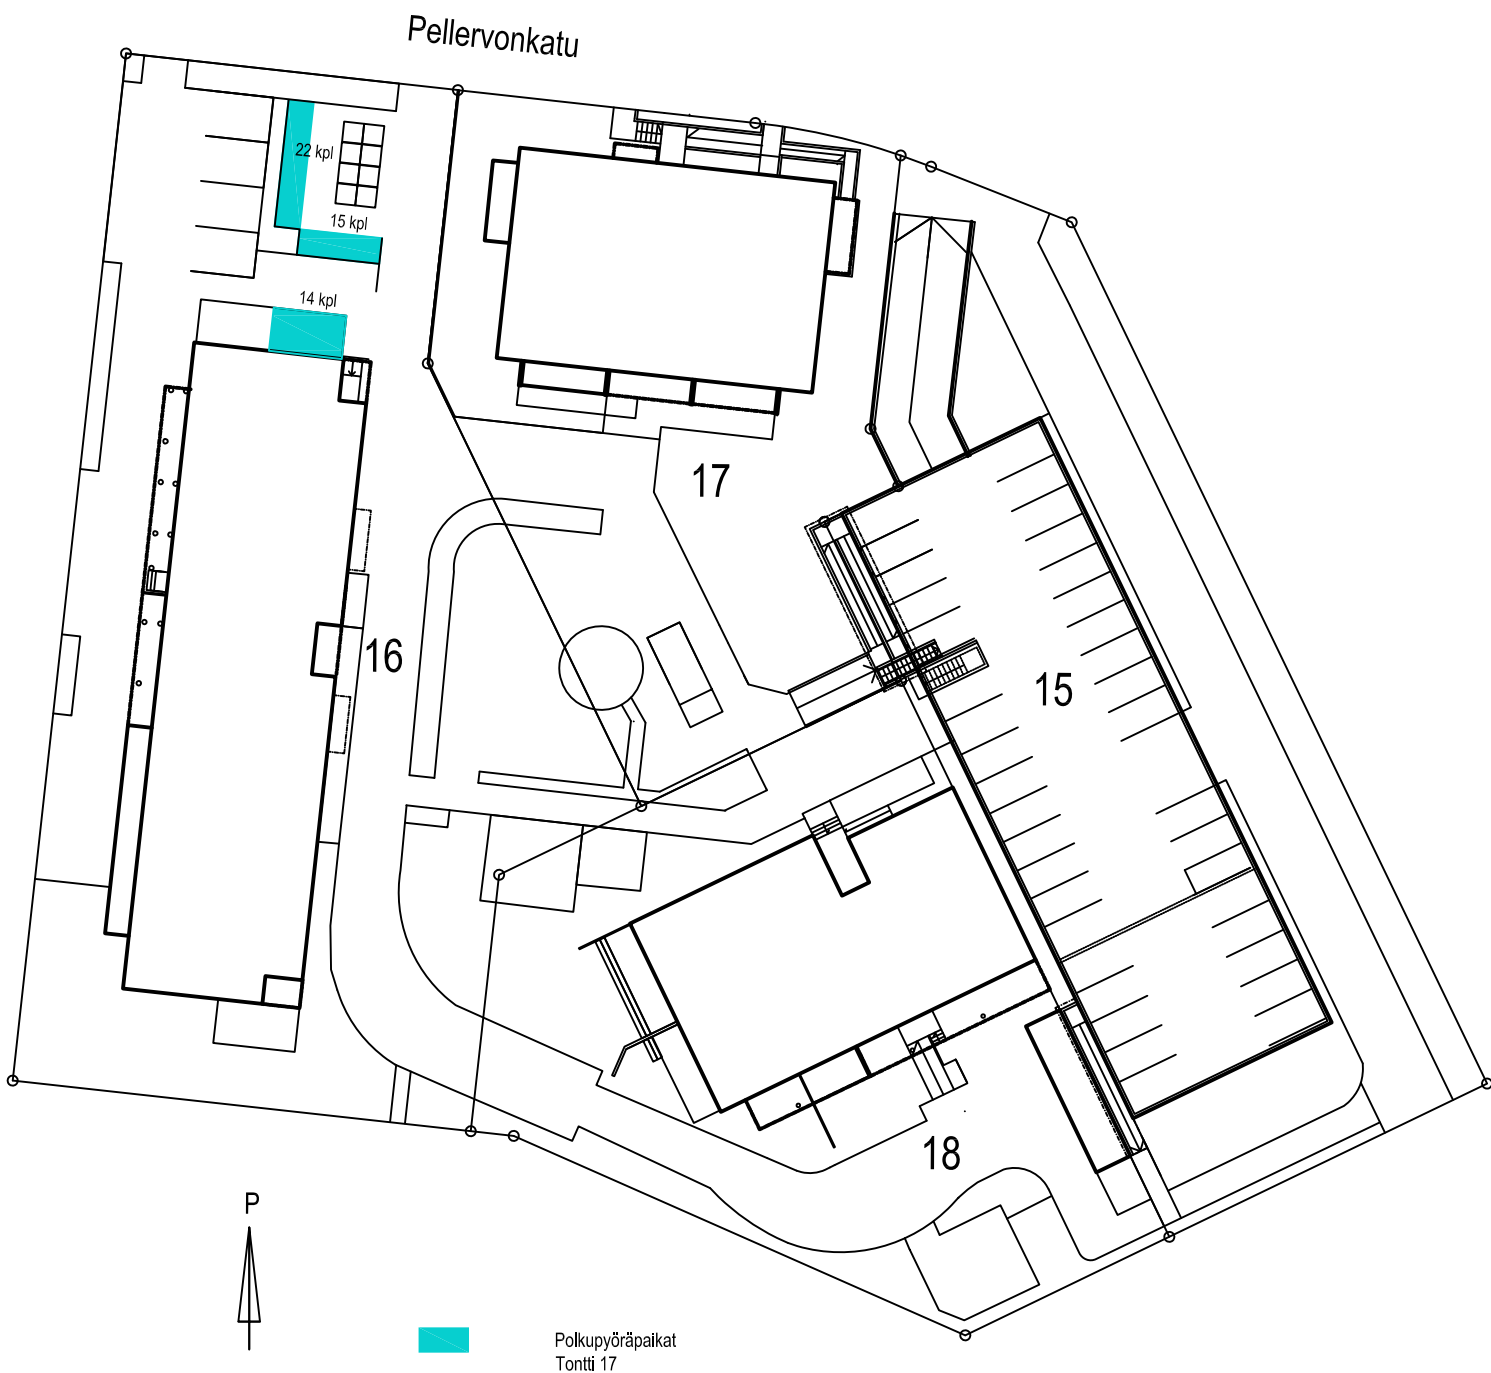 Pellervonkatu
22 kpl
15 kpl
14 kpl
17
16
15
18
P
Polkupyöräpaikat
Tontti 17